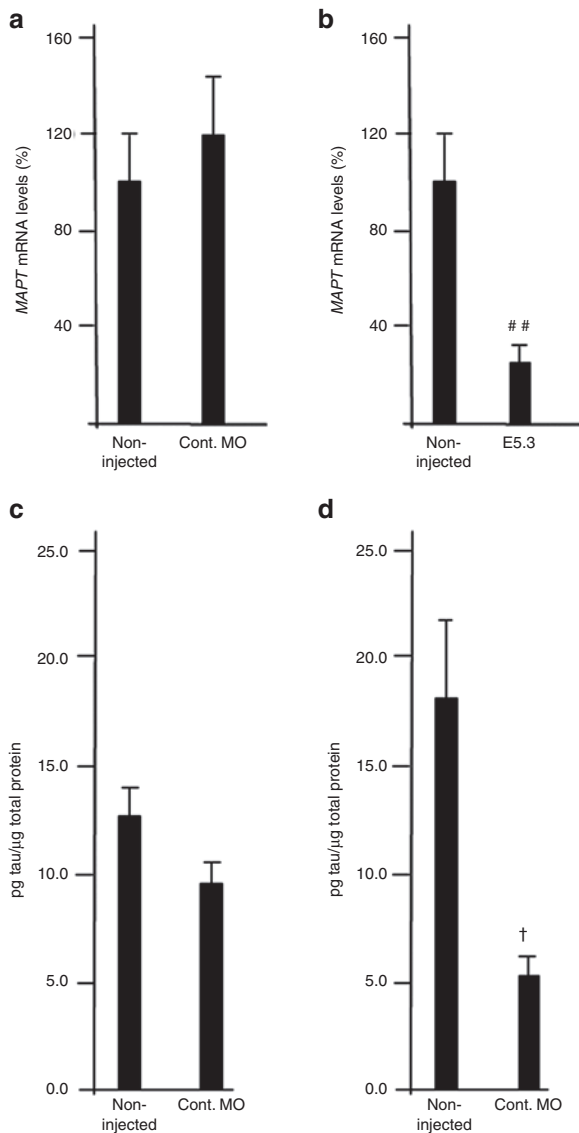 a
160
120
80
40
MAPT mRNA levels (%)
Non-
injected
Cont. MO
b
160
120
80
40
MAPT mRNA levels (%)
# #
Non-
injected
E5.3
c
25.0
20.0
15.0
10.0
5.0
0.0
pg tau/μg total protein
Non-
injected
Cont. MO
d
25.0
20.0
15.0
10.0
5.0
0.0
pg tau/μg total protein
†
Non-
injected
Cont. MO